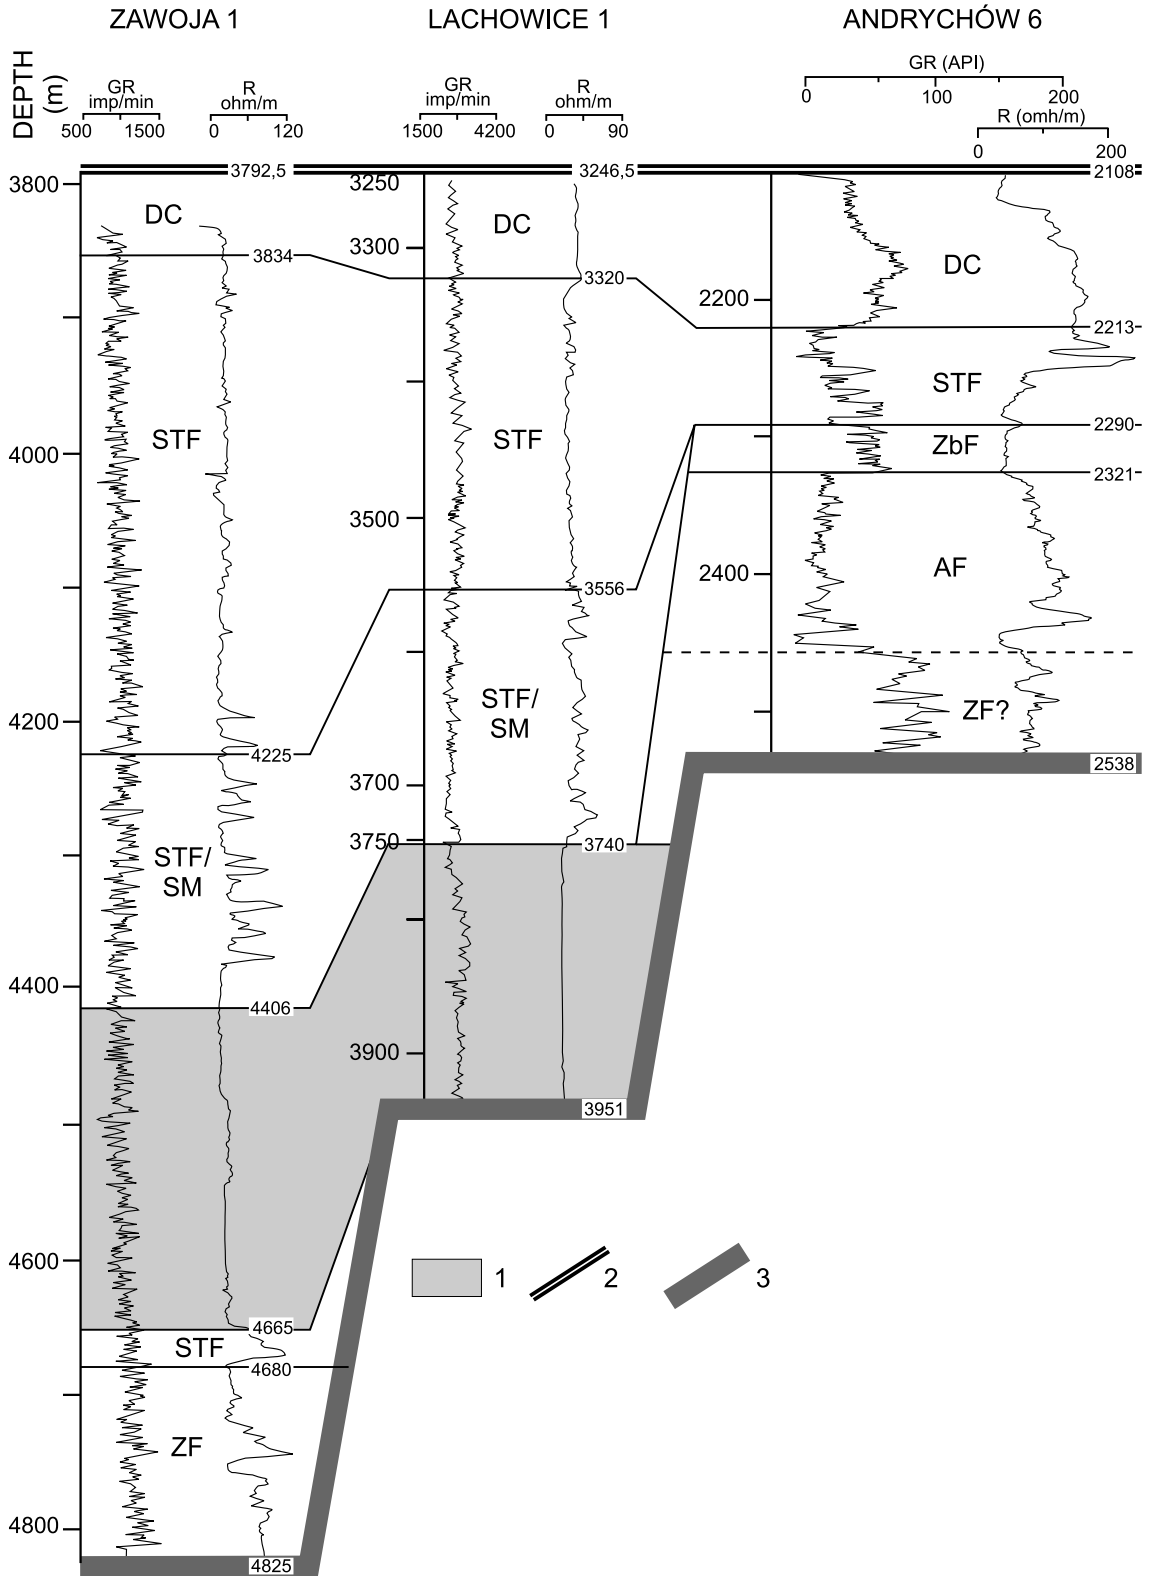 ZAWOJA 1
LACHOWICE 1
ANDRYCHÓW 6
DEPTH
(m)
GR
imp/min
500 1500
R
ohm/m
0 120
GR
imp/min
1500 4200
R
ohm/m
0 90
GR (API)
0 100 200
R (omh/m)
0 200
3792,5
3246,5
2108
3800
4000
4200
4400
4600
4800
DC
3834
STF
4225
STF/
SM
4406
4665
STF
4680
ZF
4825
3250
3300
3500
3700
3750
3900
DC
3320
STF
3556
STF/
SM
3740
3951
2200
2400
DC
2213
STF
2290
ZbF
2321
AF
ZF?
2538
1
2
3